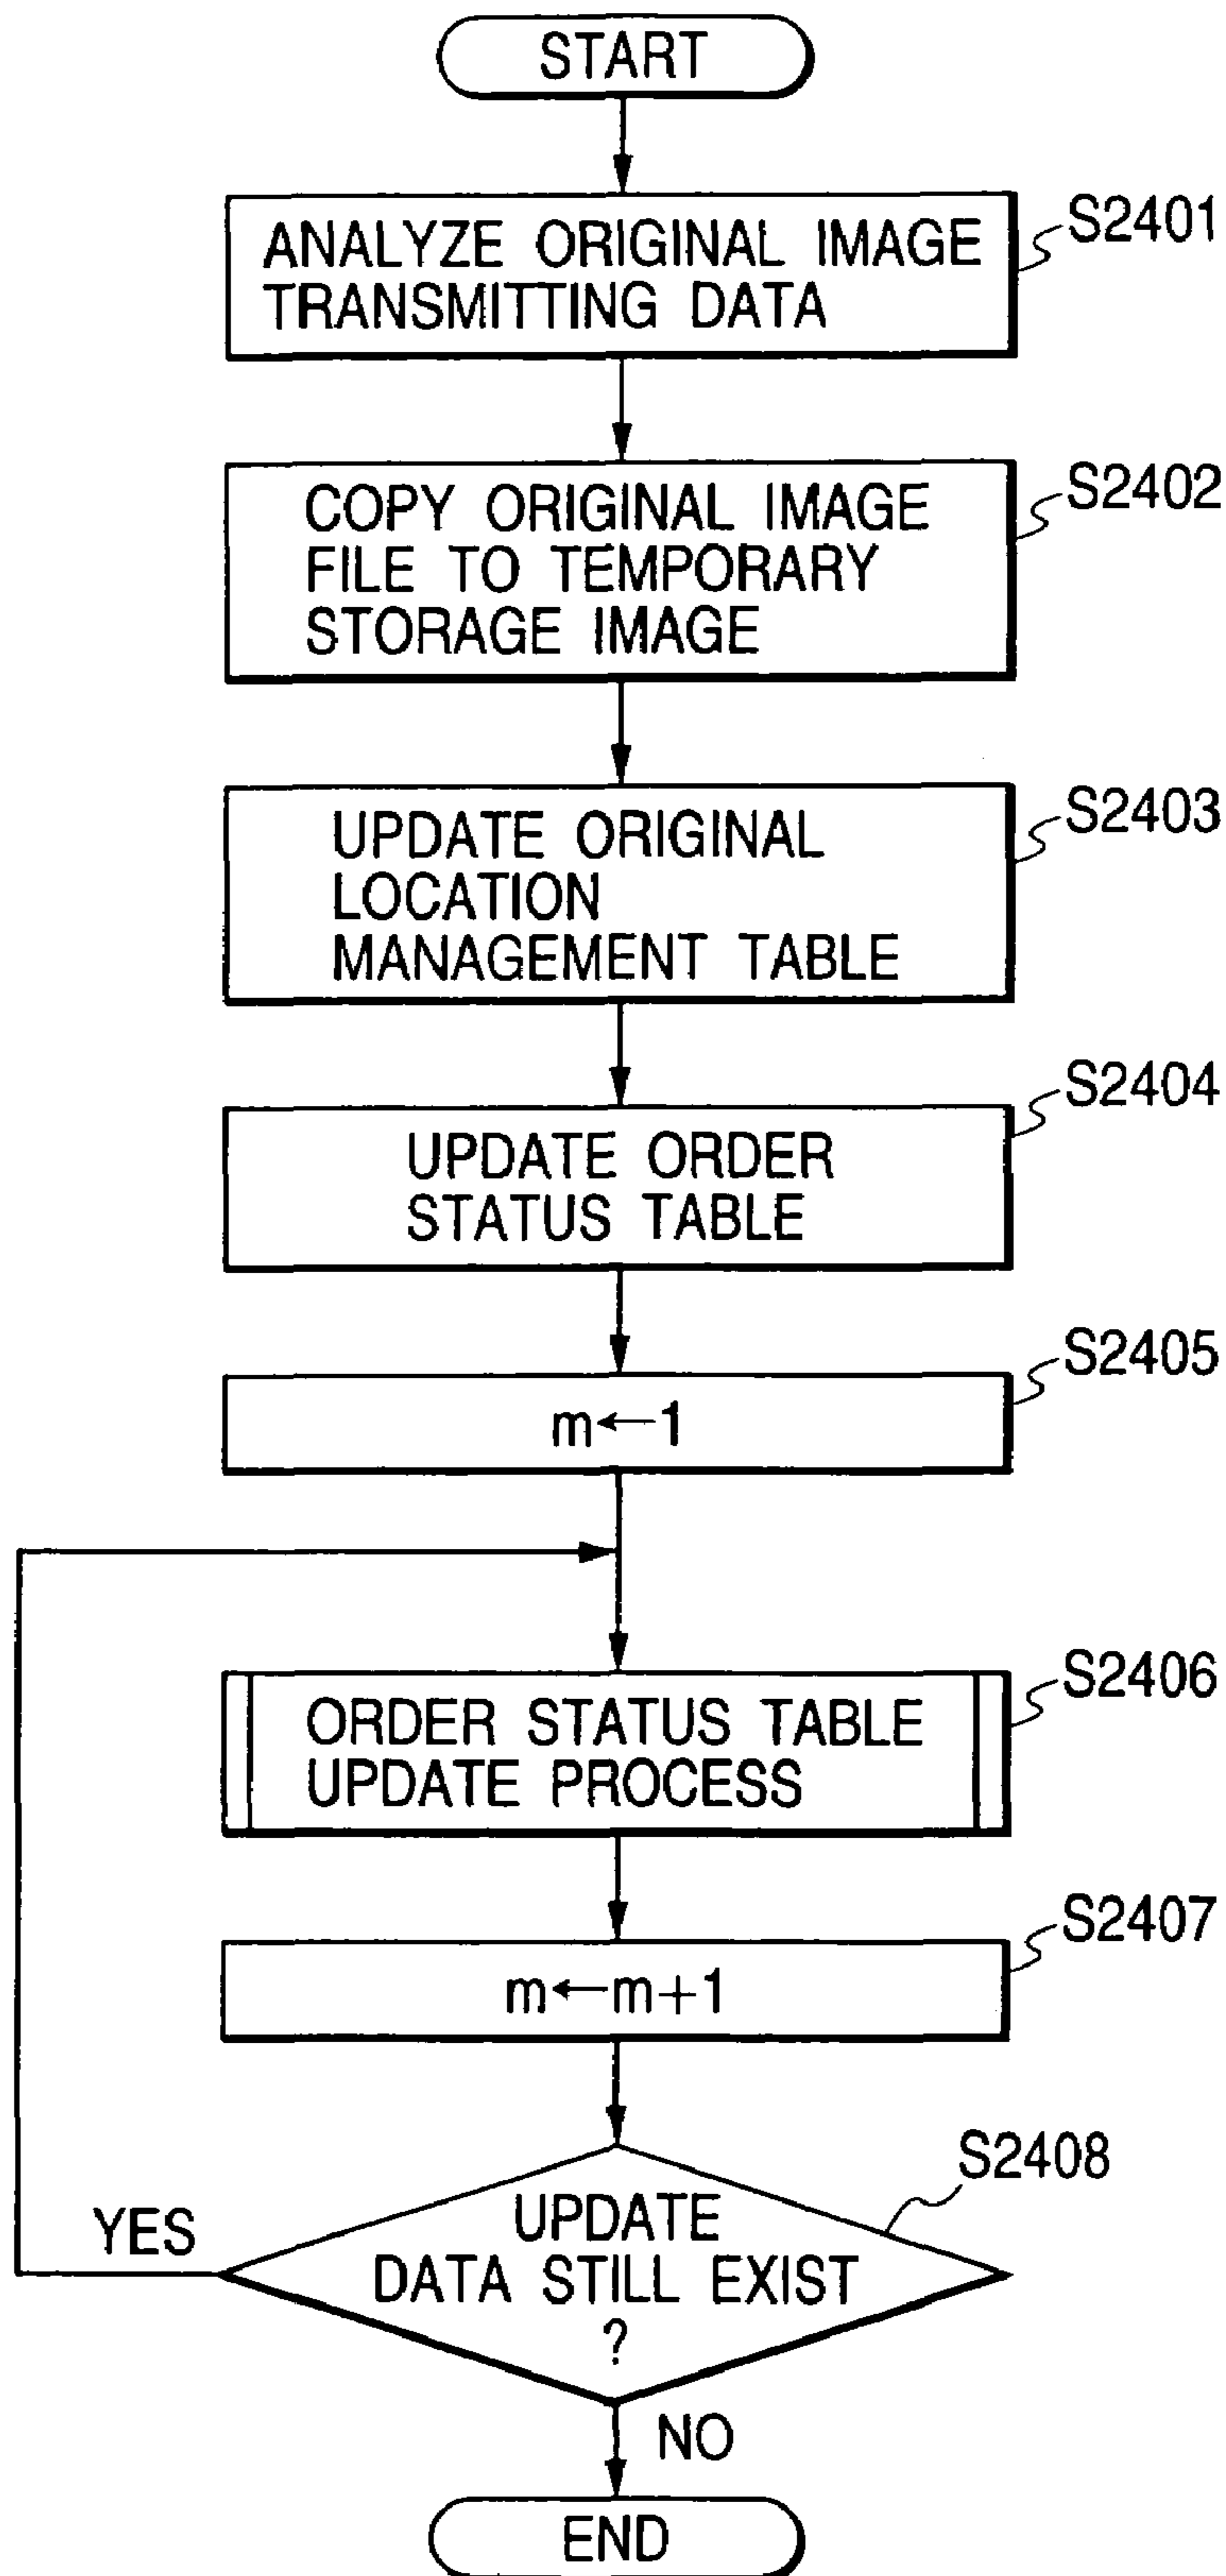 START
ANALYZE ORIGINAL IMAGE
TRANSMITTING DATA
S2401
COPY ORIGINAL IMAGE
FILE TO TEMPORARY
STORAGE IMAGE
S2402
UPDATE ORIGINAL
LOCATION
MANAGEMENT TABLE
S2403
UPDATE ORDER
STATUS TABLE
S2404
m←1
S2405
ORDER STATUS TABLE
UPDATE PROCESS
S2406
m←m+1
S2407
UPDATE
DATA STILL EXIST
?
S2408
YES
NO
END